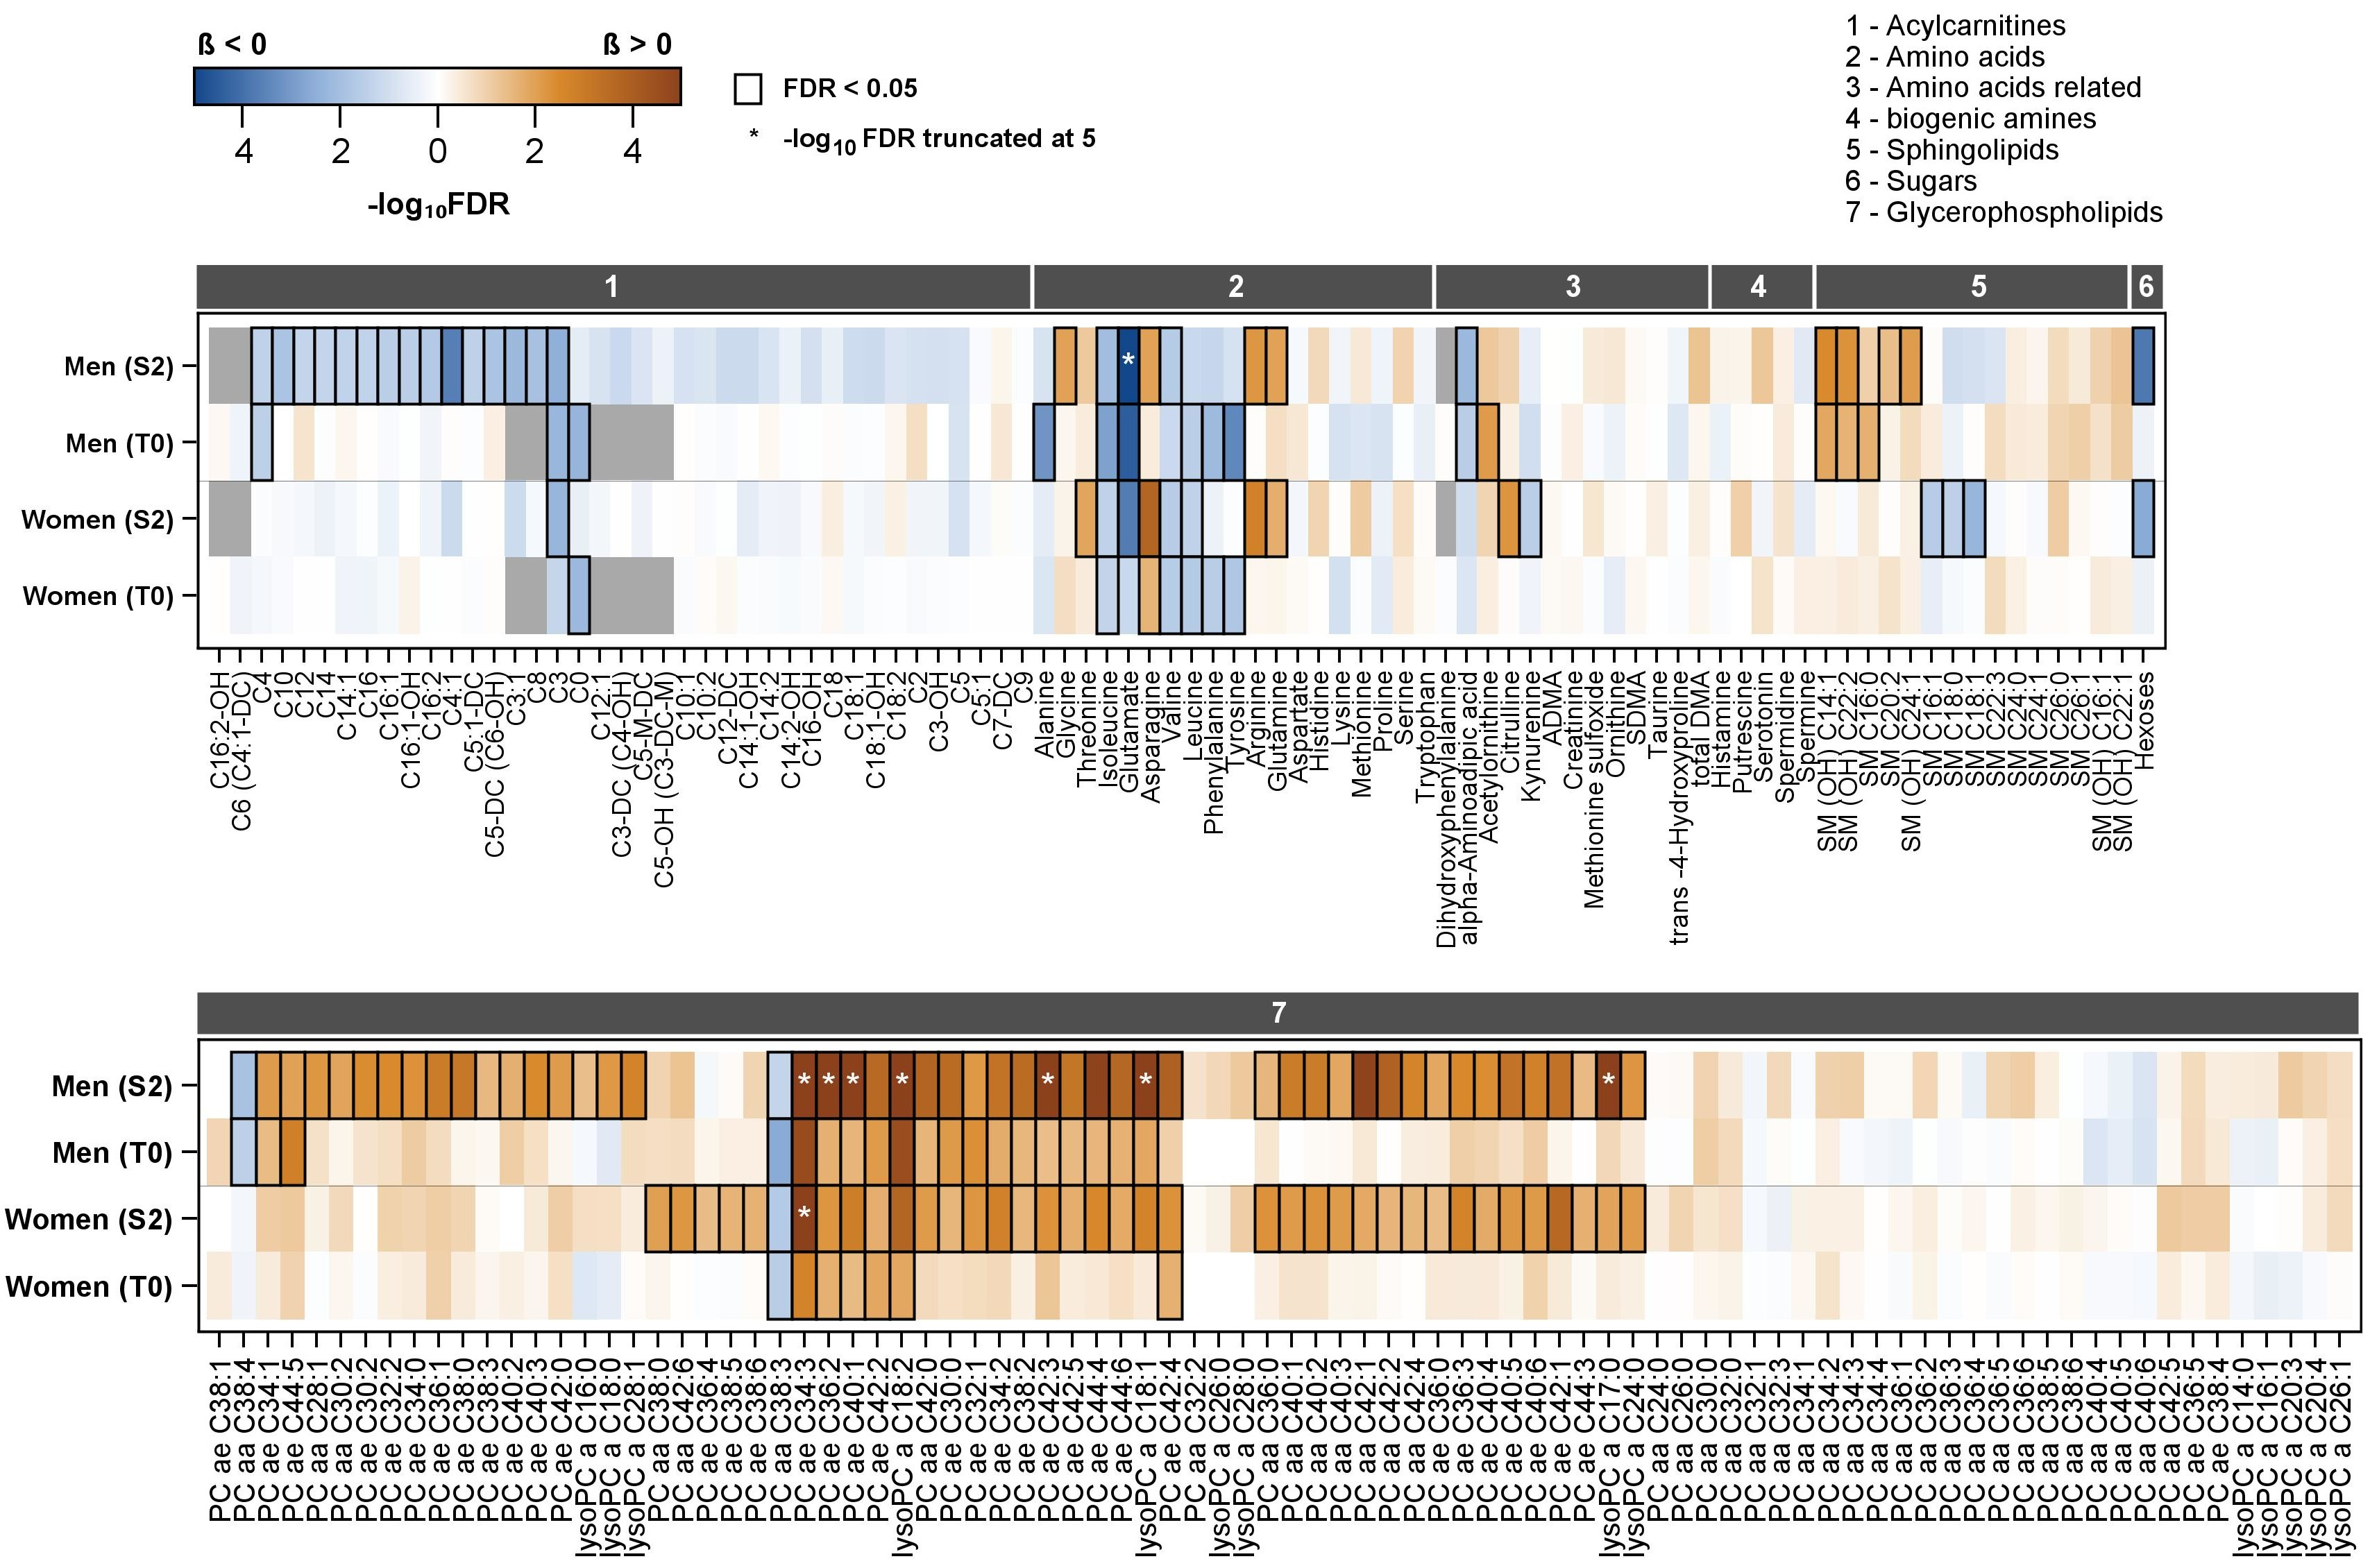 ß < 0
ß > 0
4
2
0
2
4
-log₁₀FDR
FDR < 0.05
* -log₁₀ FDR truncated at 5
1 - Acylcarnitines
2 - Amino acids
3 - Amino acids related
4 - biogenic amines
5 - Sphingolipids
6 - Sugars
7 - Glycerophospholipids
1
2
3
4
5
6
Men (S2)
*
Men (T0)
Women (S2)
Women (T0)
C16:2-OH
C6 (C4:1-DC)
C4
C10
C12
C14
C14:1
C16
C16:1
C16:1-OH
C16:2
C4:1
C5:1-DC
C5-DC (C6-OH)
C3:1
C8
C3
C0
C12:1
C3-DC (C4-OH)
C5-M-DC
C5-OH (C3-DC-M)
C10:1
C10:2
C12-DC
C14:1-OH
C14:2
C14:2-OH
C16-OH
C18
C18:1
C18:1-OH
C18:2
C2
C3-OH
C5
C5:1
C7-DC
C9
Alanine
Glycine
Threonine
Isoleucine
Glutamate
Asparagine
Valine
Leucine
Phenylalanine
Tyrosine
Arginine
Glutamine
Aspartate
Histidine
Lysine
Methionine
Proline
Serine
Tryptophan
Dihydroxyphenylalanine
alpha-Aminoadipic acid
Acetylornithine
Citrulline
Kynurenine
ADMA
Creatinine
Methionine sulfoxide
Ornithine
SDMA
Taurine
trans -4-Hydroxyproline
total DMA
Histamine
Putrescine
Serotonin
Spermidine
Spermine
SM (OH) C14:1
SM (OH) C22:2
SM C16:0
SM C20:2
SM (OH) C24:1
SM C16:1
SM C18:0
SM C18:1
SM C22:3
SM C24:0
SM C24:1
SM C26:0
SM C26:1
SM (OH) C16:1
SM (OH) C22:1
Hexoses
7
Men (S2)
* * * * * * *
Men (T0)
Women (S2)
*
Women (T0)
PC ae C38:1
PC aa C38:4
PC ae C34:1
PC ae C44:5
PC aa C28:1
PC aa C30:2
PC ae C30:2
PC ae C32:2
PC ae C34:0
PC ae C36:1
PC ae C38:0
PC ae C38:3
PC ae C40:2
PC ae C40:3
PC ae C42:0
lysoPC a C16:0
lysoPC a C18:0
lysoPC a C28:1
PC aa C38:0
PC aa C42:6
PC ae C36:4
PC ae C38:5
PC ae C38:6
PC aa C38:3
PC ae C34:3
PC ae C36:2
PC ae C40:1
PC ae C42:2
lysoPC a C18:2
PC aa C42:0
PC ae C30:0
PC ae C32:1
PC ae C34:2
PC ae C38:2
PC ae C42:3
PC ae C42:5
PC ae C44:4
PC ae C44:6
lysoPC a C18:1
PC ae C42:4
PC aa C32:2
lysoPC a C26:0
lysoPC a C28:0
PC aa C36:0
PC aa C40:1
PC aa C40:2
PC aa C40:3
PC aa C42:1
PC aa C42:2
PC aa C42:4
PC ae C36:0
PC ae C36:3
PC ae C40:4
PC ae C40:5
PC ae C40:6
PC ae C42:1
PC ae C44:3
lysoPC a C17:0
lysoPC a C24:0
PC aa C24:0
PC aa C26:0
PC aa C30:0
PC aa C32:0
PC aa C32:1
PC aa C32:3
PC aa C34:1
PC aa C34:2
PC aa C34:3
PC aa C34:4
PC aa C36:1
PC aa C36:2
PC aa C36:3
PC aa C36:4
PC aa C36:5
PC aa C36:6
PC aa C38:5
PC aa C38:6
PC aa C40:4
PC aa C40:5
PC aa C40:6
PC aa C42:5
PC ae C36:5
PC ae C38:4
lysoPC a C14:0
lysoPC a C16:1
lysoPC a C20:3
lysoPC a C20:4
lysoPC a C26:1